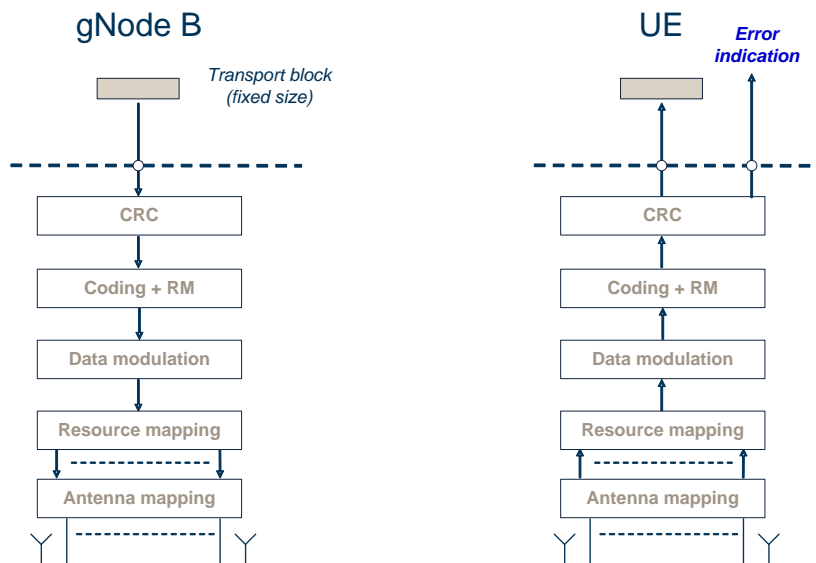 gNode B
Transport block
(fixed size)
CRC
Coding + RM
Data modulation
Resource mapping
Antenna mapping
UE
Error
indication
CRC
Coding + RM
Data modulation
Resource mapping
Antenna mapping